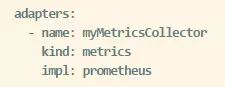 adapters:
  - name: myMetricsCollector
    kind: metrics
    impl: prometheus